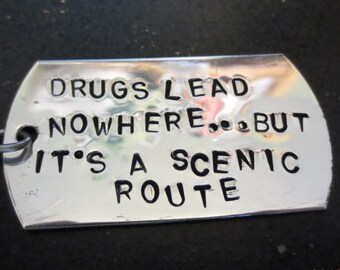 DRUGS LEAD
NOWHERE...BUT
IT'S A SCENIC
ROUTE